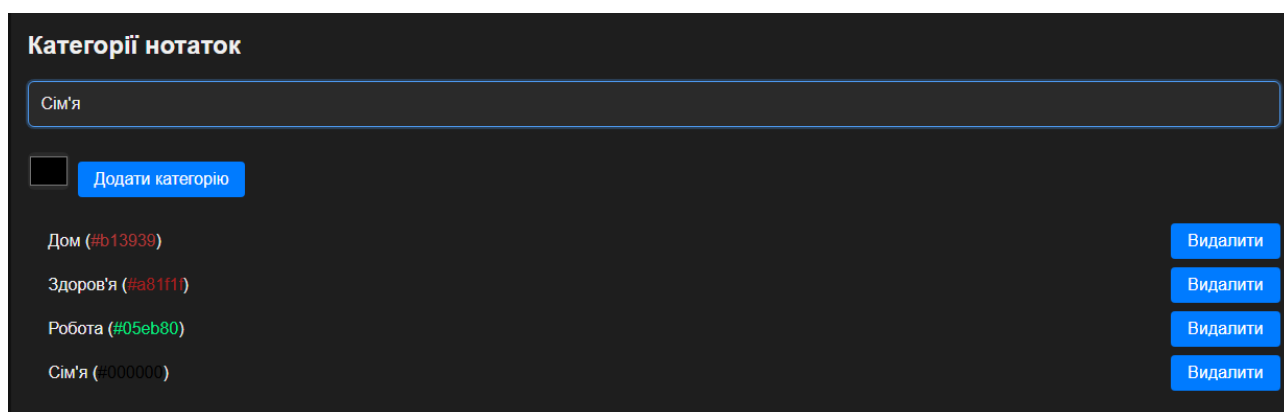 Категорії нотаток
Сім'я
Додати категорію
Дом (#b13939) Видалити
Здоров'я (#a81f1f) Видалити
Робота (#05eb80) Видалити
Сім'я (#000000) Видалити